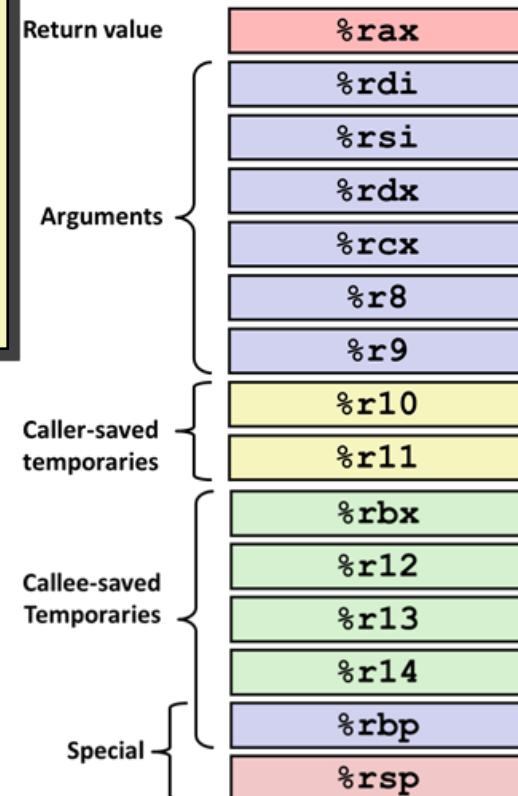 Return value
%rax
Arguments
%rdi
%rsi
%rdx
%rcx
%r8
%r9
Caller-saved
temporaries
%r10
%r11
Callee-saved
Temporaries
%rbx
%r12
%r13
%r14
%rbp
Special
%rsp